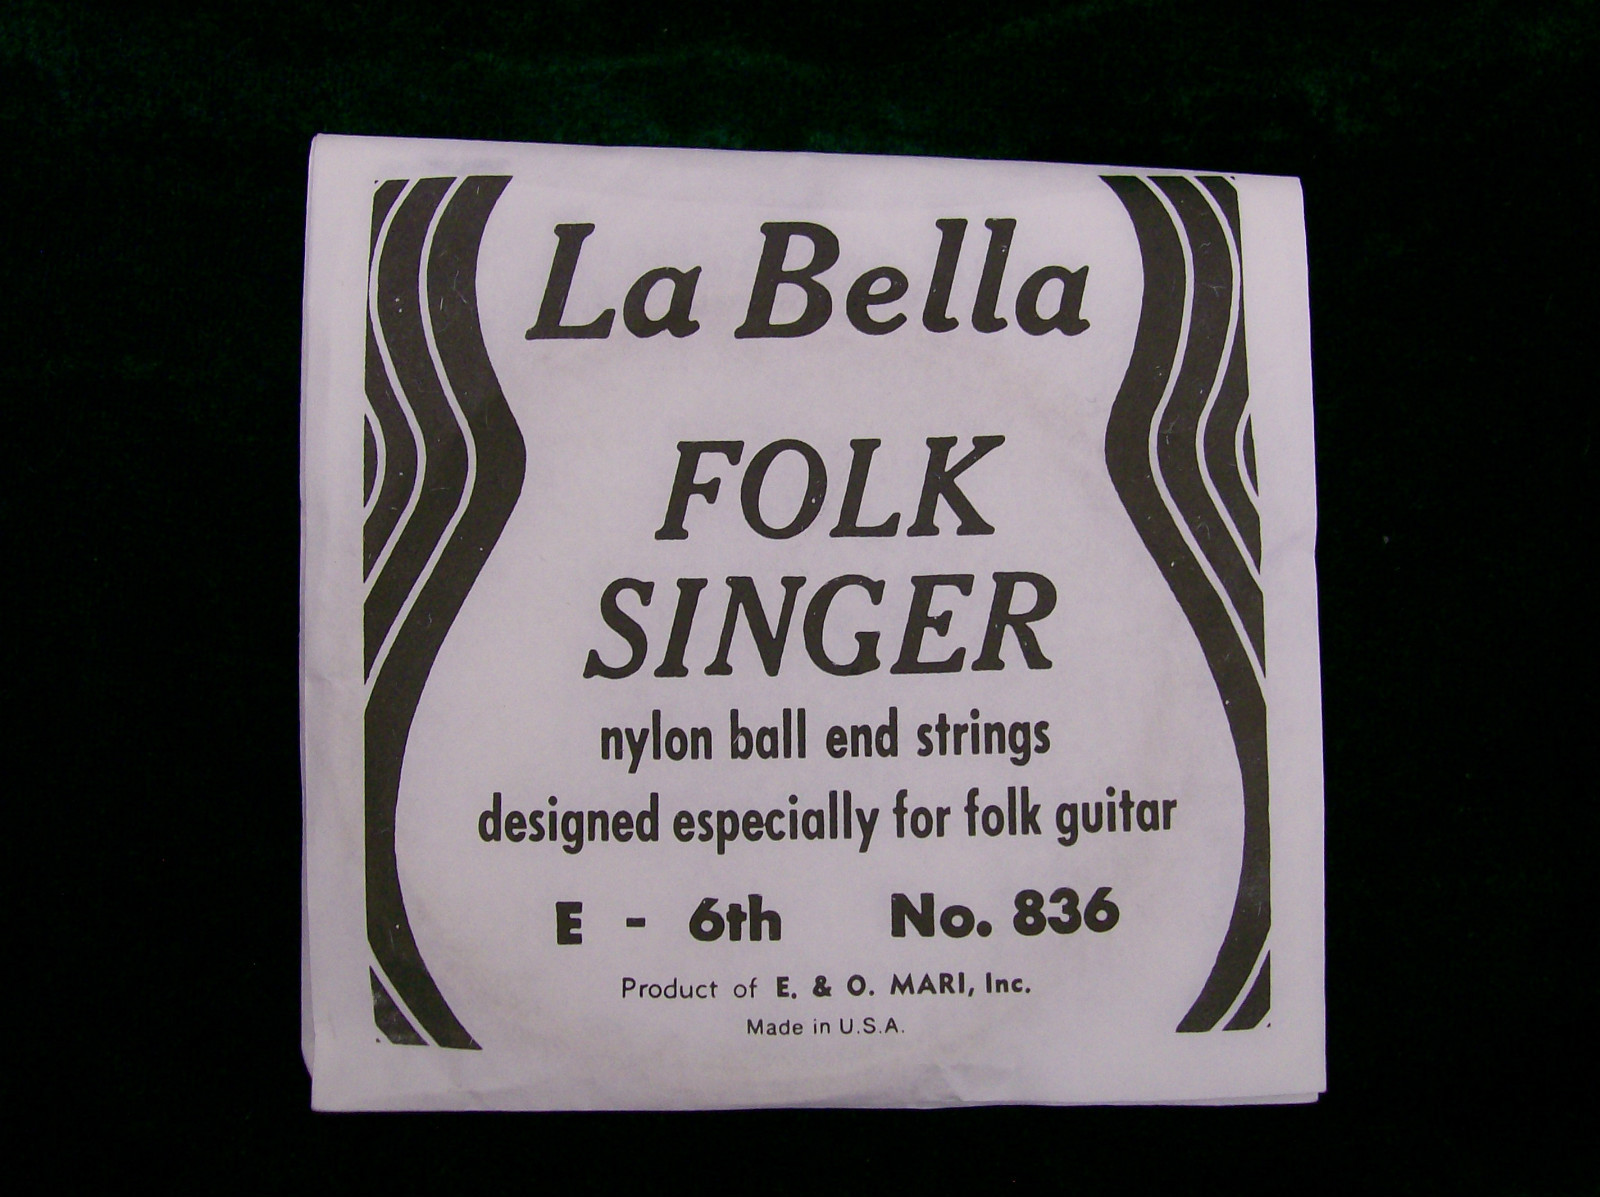 La Bella
FOLK
SINGER
nylon ball end strings
designed especially for folk guitar
E - 6th No. 836
Product of E. & O. MARI, Inc.
Made in U.S.A.